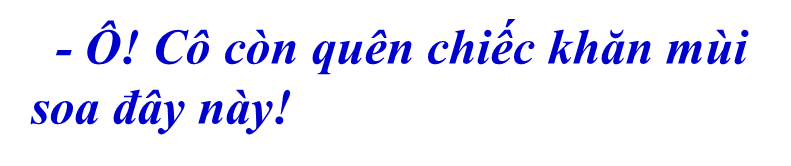 - Ô! Cô còn quên chiếc khăn mùi
soa đây này!